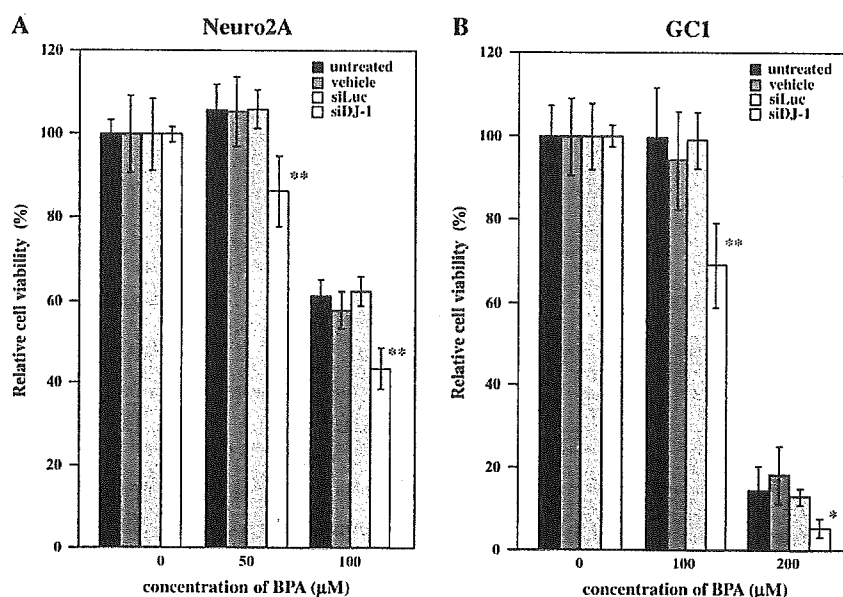 A
Neuro2A
120
100
80
60
40
20
0
Relative cell viability (%)
untreated
vehicle
siLuc
siDJ-1
**
**
0
50
100
concentration of BPA (μM)
B
GC1
120
100
80
60
40
20
0
Relative cell viability (%)
untreated
vehicle
siLuc
siDJ-1
**
*
0
100
200
concentration of BPA (μM)